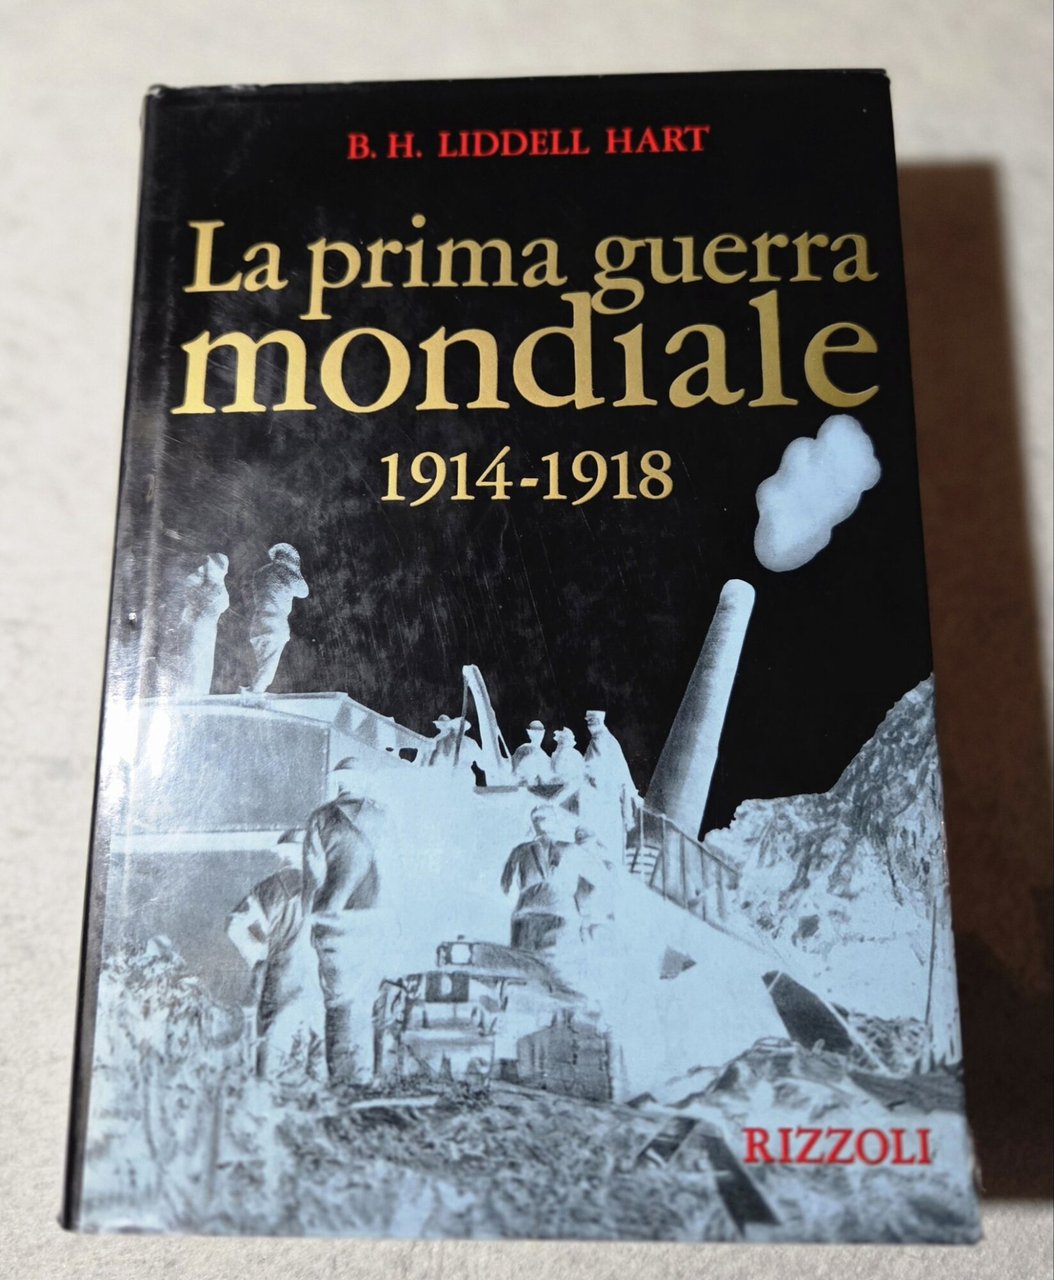 B. H. LIDDELL HART
La prima guerra
mondiale
1914-1918
RIZZOLI